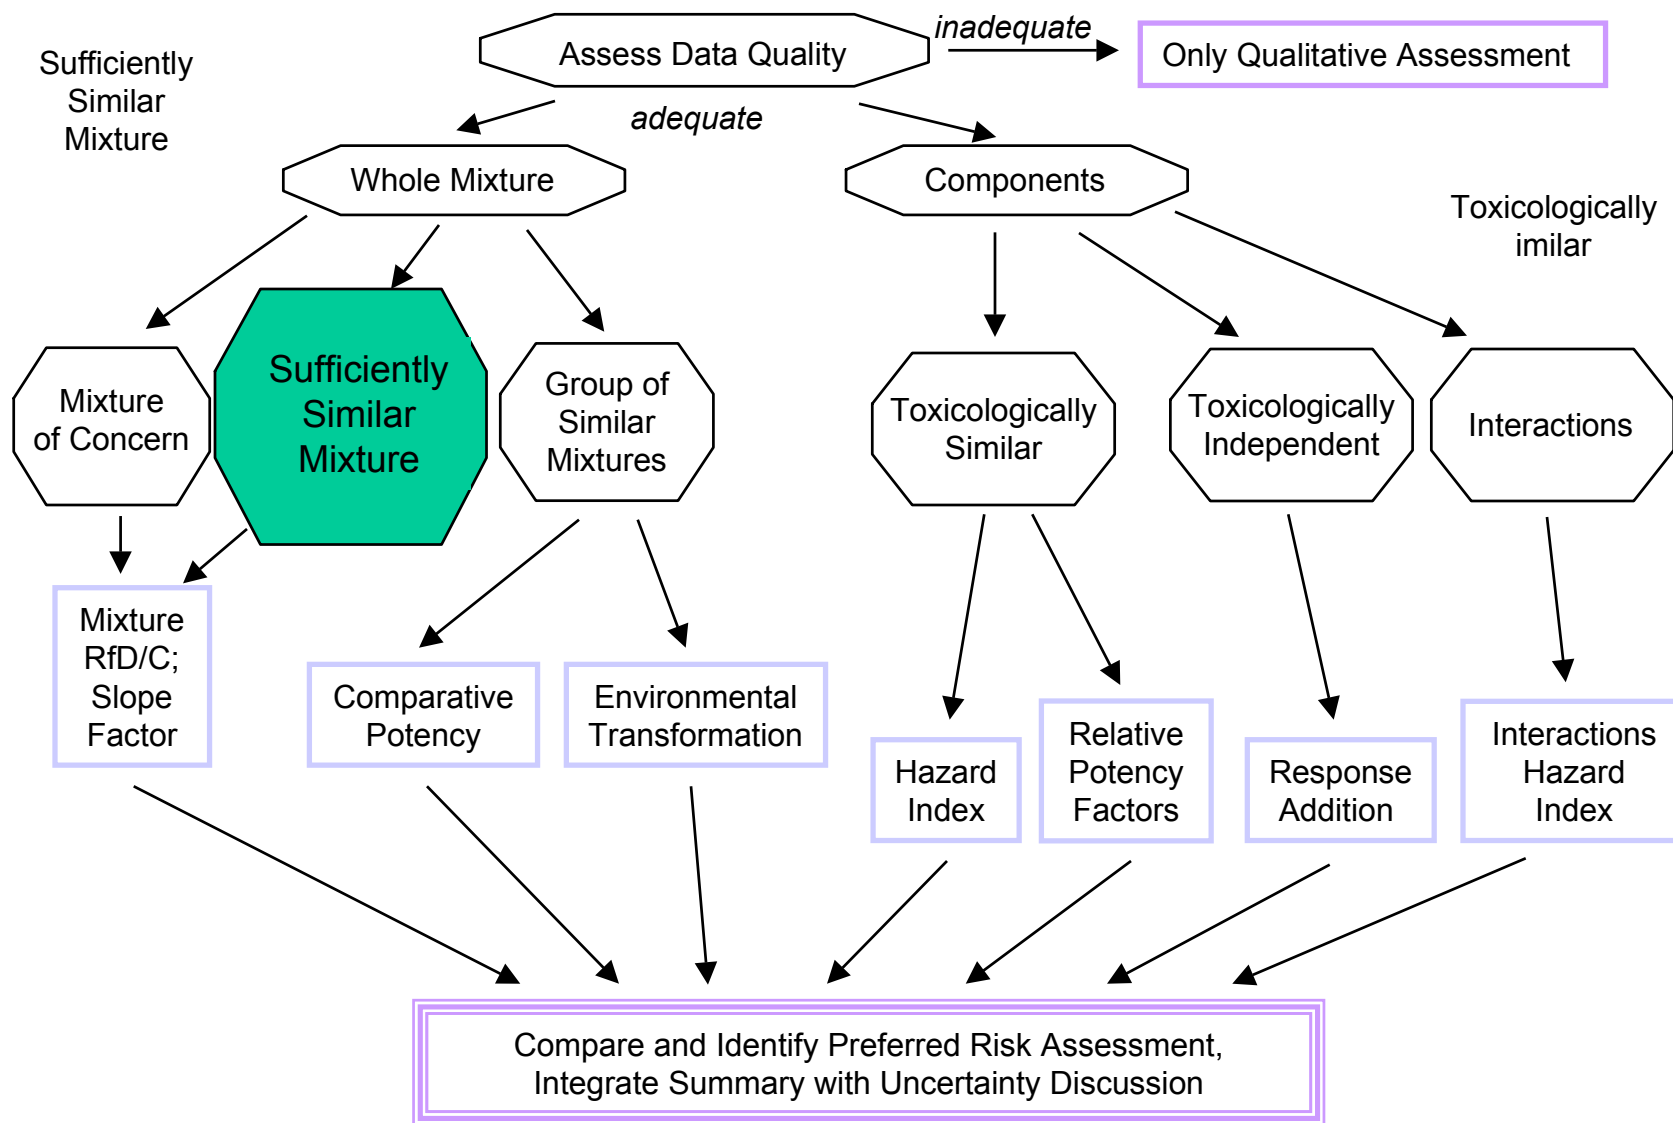 Assess Data Quality
inadequate
Only Qualitative Assessment
Sufficiently
Similar
Mixture
adequate
Whole Mixture
Components
Toxicologically
imilar
Mixture
of Concern
Sufficiently
Similar
Mixture
Group of
Similar
Mixtures
Toxicologically
Similar
Toxicologically
Independent
Interactions
Mixture
RfD/C;
Slope
Factor
Comparative
Potency
Environmental
Transformation
Hazard
Index
Relative
Potency
Factors
Response
Addition
Interactions
Hazard
Index
Compare and Identify Preferred Risk Assessment,
Integrate Summary with Uncertainty Discussion